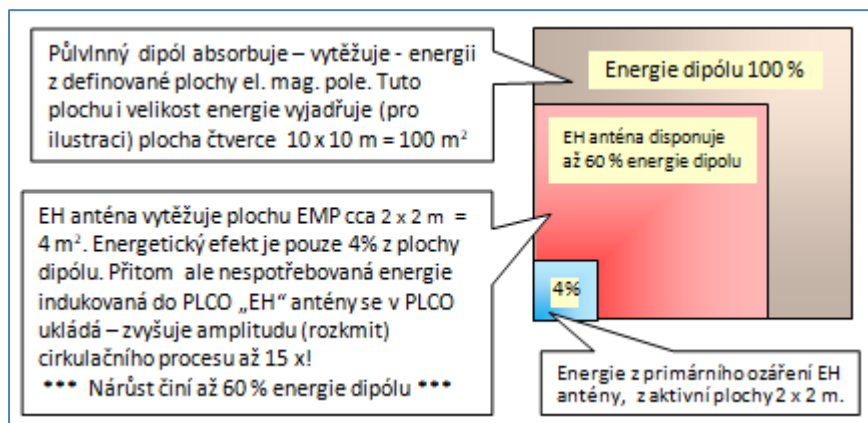 Půlvlnný dipól absorbuje – vytěžuje - energii
z definované plochy el. mag. pole. Tuto
plochu i velikost energie vyjadřuje (pro
ilustraci) plocha čtverce 10 x 10 m = 100 m²
Energie dipólu 100 %
EH anténa disponuje
až 60 % energie dipolu
EH anténa vytěžuje plochu EMP cca 2 x 2 m =
4 m². Energetický efekt je pouze 4% z plochy
dipólu. Přitom ale nespotřebovaná energie
indukovaná do PLCO „EH“ antény se v PLCO
ukládá – zvyšuje amplitudu (rozkmit)
cirkulačního procesu až 15 x!
*** Nárůst činí až 60 % energie dipólu ***
4%
Energie z primárního ozáření EH
antény, z aktivní plochy 2 x 2 m.